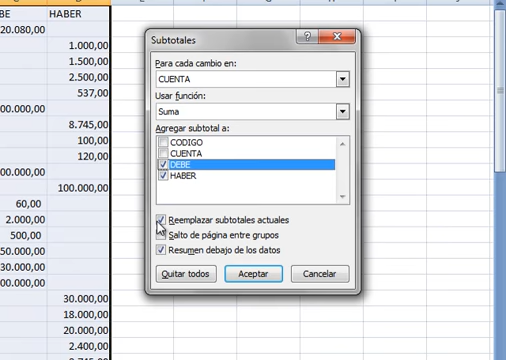 BE HABER
20.080,00
1.000,00
1.500,00
2.500,00
537,00
00.000,00
8.745,00
100,00
120,00
00.000,00
100.000,00
60,00
2.000,00
500,00
50.000,00
30.000,00
00.000,00
30.000,00
18.000,00
20.000,00
2.400,00
Subtotales
Para cada cambio en:
CUENTA
Usar función:
Suma
Agregar subtotal a:
CODIGO
CUENTA
DEBE
HABER
Reemplazar subtotales actuales
Salto de página entre grupos
Resumen debajo de los datos
Quitar todos Aceptar Cancelar